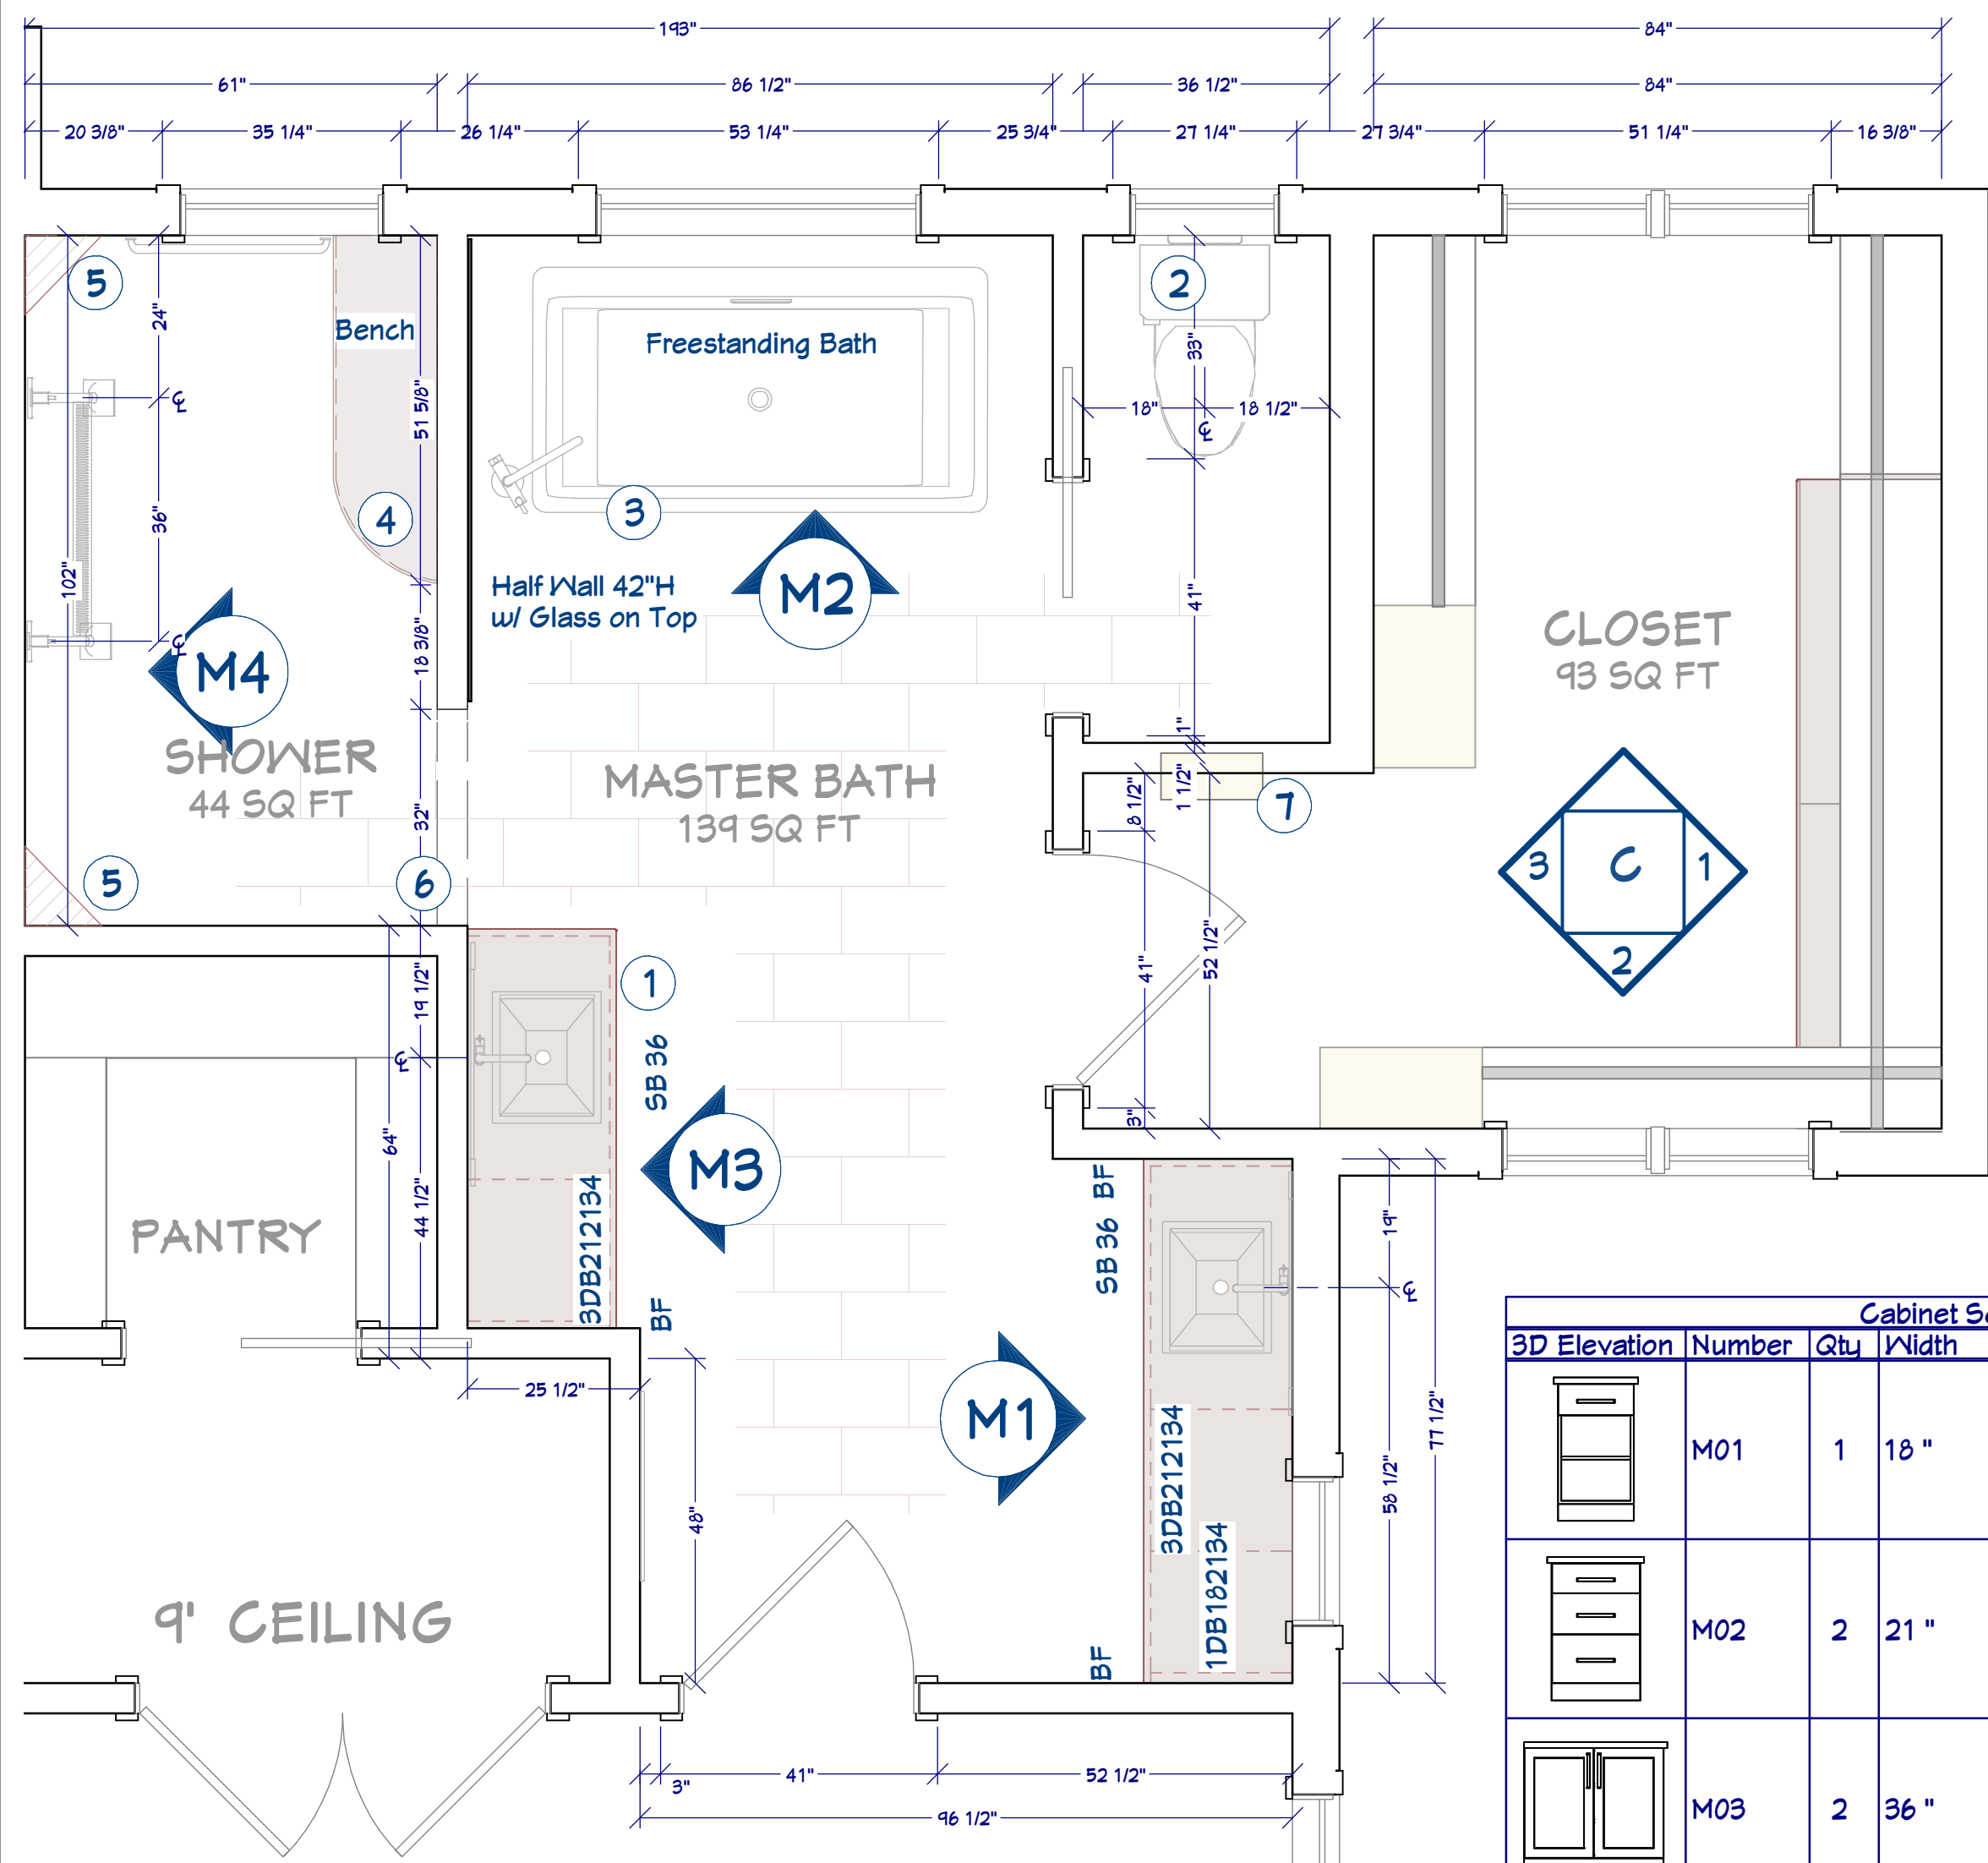 193"
84"
61"
86 1/2"
36 1/2"
84"
20 3/8"
35 1/4"
26 1/4"
53 1/4"
25 3/4"
27 1/4"
27 3/4"
51 1/4"
16 3/8"
5
24"
Bench
51 5/8"
Freestanding Bath
2
33"
18"
18 1/2"
℄
℄
36"
4
3
102"
Half Wall 42"H
w/ Glass on Top
M2
41"
CLOSET
93 SQ FT
℄
M4
18 3/8"
SHOWER
44 SQ FT
MASTER BATH
139 SQ FT
1"
1 1/2"
8 1/2"
7
32"
5
6
3
C
1
2
41"
52 1/2"
3"
1
19 1/2"
℄
SB 36
64"
44 1/2"
M3
3DB212134
BF
PANTRY
BF
SB 36
19"
℄
77 1/2"
58 1/2"
25 1/2"
48"
M1
3DB212134
1DB182134
BF
9' CEILING
3"
41"
52 1/2"
96 1/2"
3D Elevation
Number
Qty
Width
M01
1
18 "
M02
2
21 "
M03
2
36 "
Cabinet